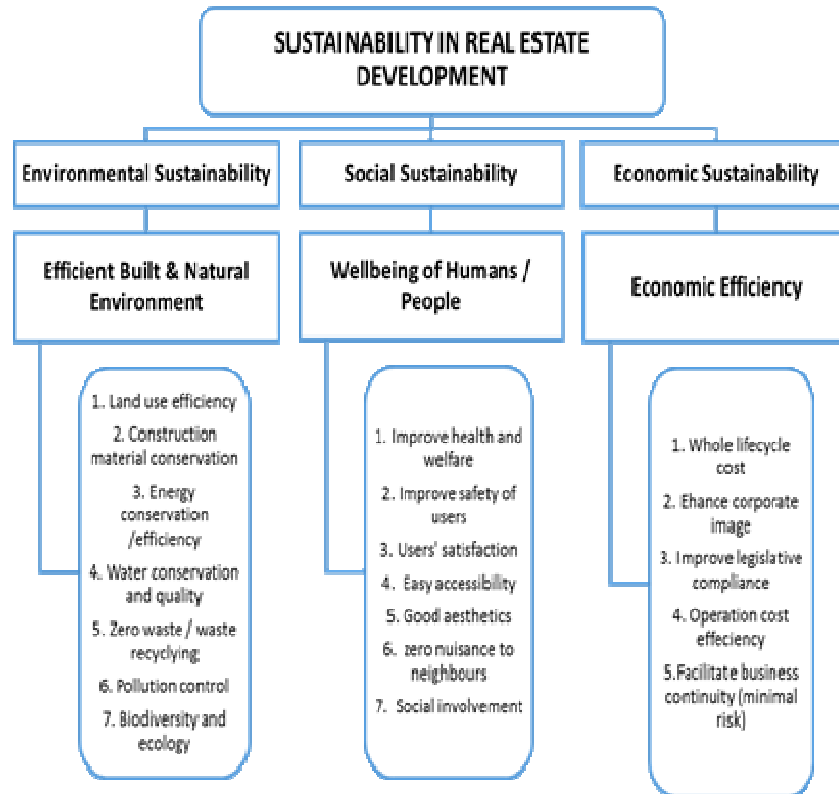 SUSTAINABILITY IN REAL ESTATE
DEVELOPMENT
Environmental Sustainability
Social Sustainability
Economic Sustainability
Efficient Built & Natural
Environment
Wellbeing of Humans /
People
Economic Efficiency
1. Land use efficiency
2. Construction
material conservation
3. Energy
conservation
/efficiency
4. Water conservation
and quality
5. Zero waste / waste
recyclying
6. Pollution control
7. Biodiversity and
ecology
1. Improve health and
welfare
2. Improve safety of
users
3. Users' satisfaction
4. Easy accessibility
5. Good aesthetics
6. zero nuisance to
neighbours
7. Social involvement
1. Whole lifecycle
cost
2. Ehance corporate
image
3. Improve legislative
compliance
4. Operation cost
effeciency
5.Facilitate business
continuity (minimal
risk)